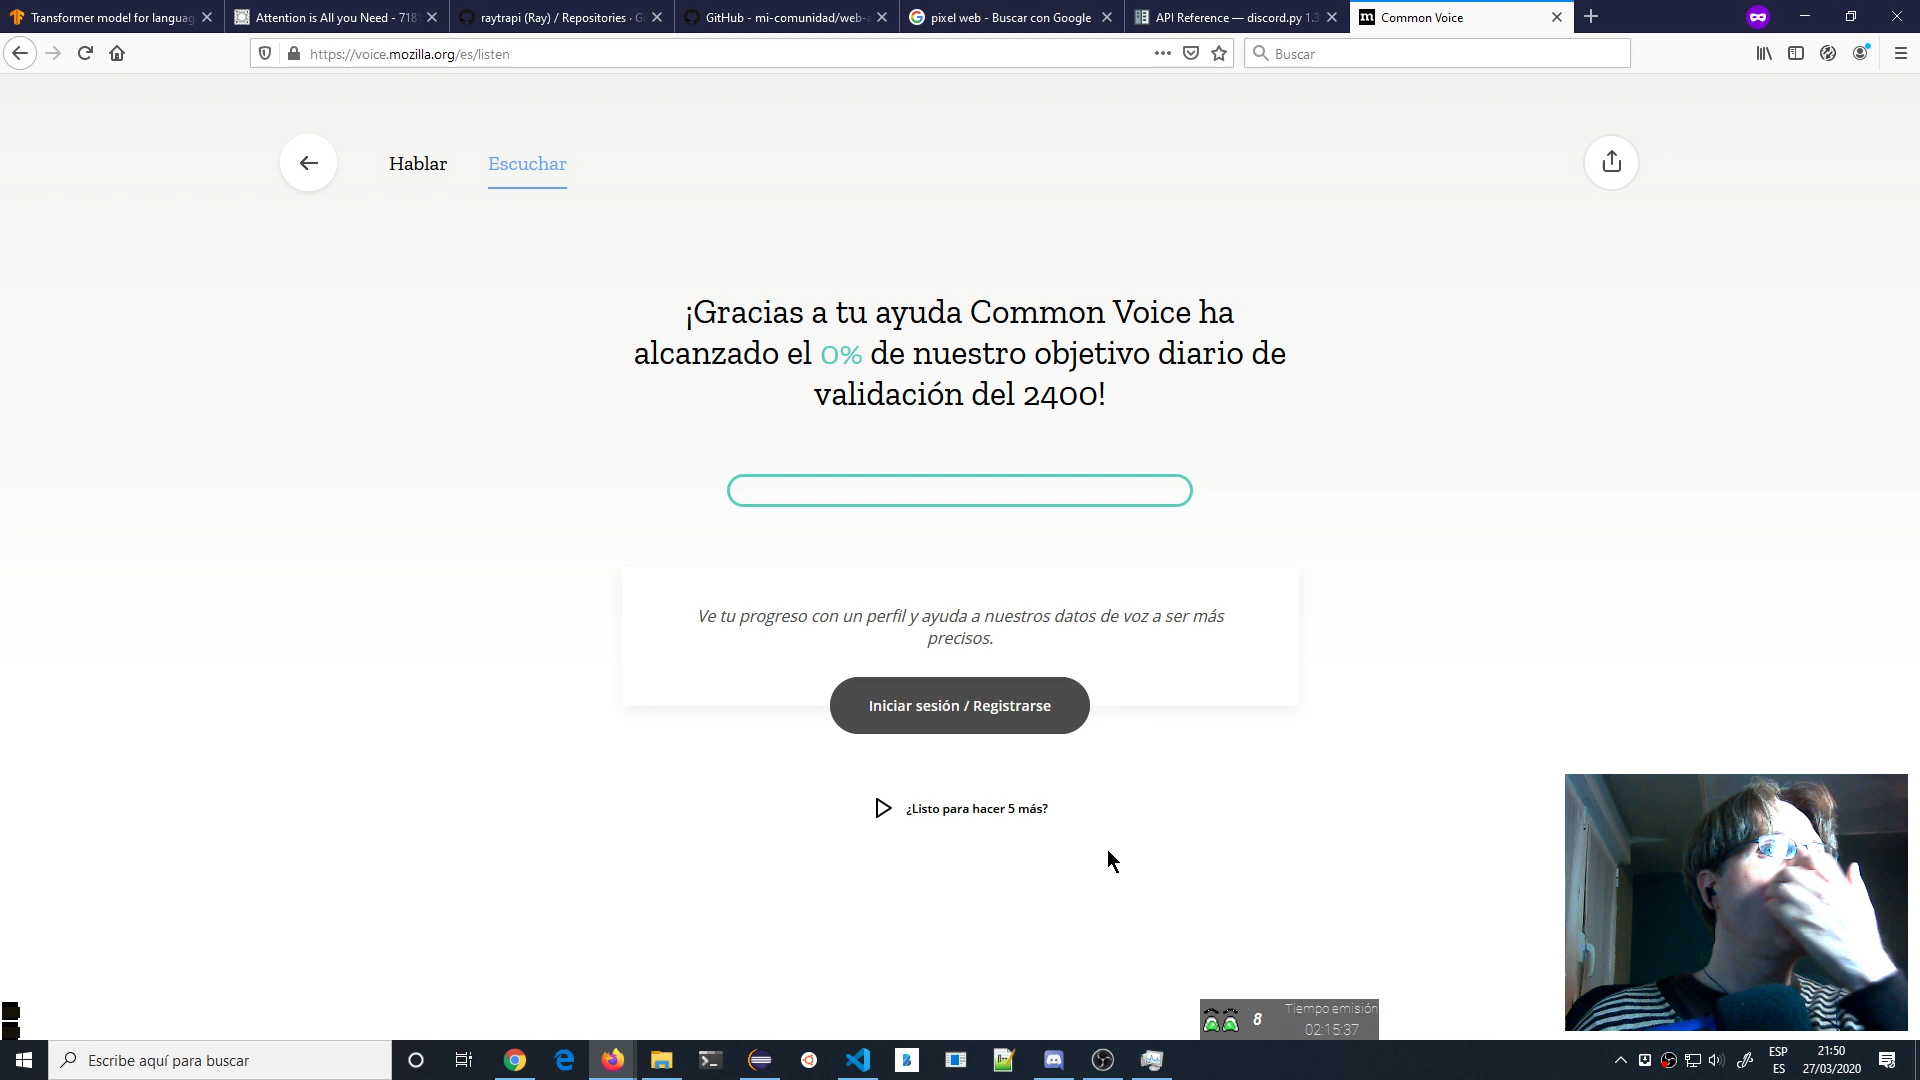 Transformer model for languag
Attention is All you Need - 718
raytrapi (Ray) / Repositories · G
GitHub - mi-comunidad/web-
pixel web - Buscar con Google
API Reference — discord.py 1.3
Common Voice
https://voice.mozilla.org/es/listen
Buscar
Hablar
Escuchar
¡Gracias a tu ayuda Common Voice ha
alcanzado el 0% de nuestro objetivo diario de
validación del 2400!
Ve tu progreso con un perfil y ayuda a nuestros datos de voz a ser más
precisos.
Iniciar sesión / Registrarse
¿Listo para hacer 5 más?
8
Tiempo emisión
02:15:37
Escribe aquí para buscar
ESP
ES
21:50
27/03/2020